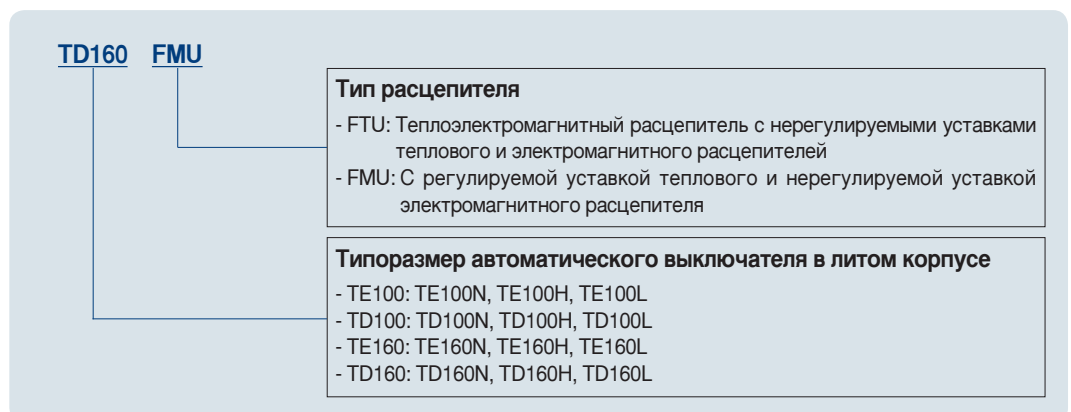 TD160 FMU
Тип расцепителя
- FTU: Теплоэлектромагнитный расцепитель с нерегулируемыми уставками
теплового и электромагнитного расцепителей
- FMU: С регулируемой уставкой теплового и нерегулируемой уставкой
электромагнитного расцепителя
Типоразмер автоматического выключателя в литом корпусе
- TE100: TE100N, TE100H, TE100L
- TD100: TD100N, TD100H, TD100L
- TE160: TE160N, TE160H, TE160L
- TD160: TD160N, TD160H, TD160L